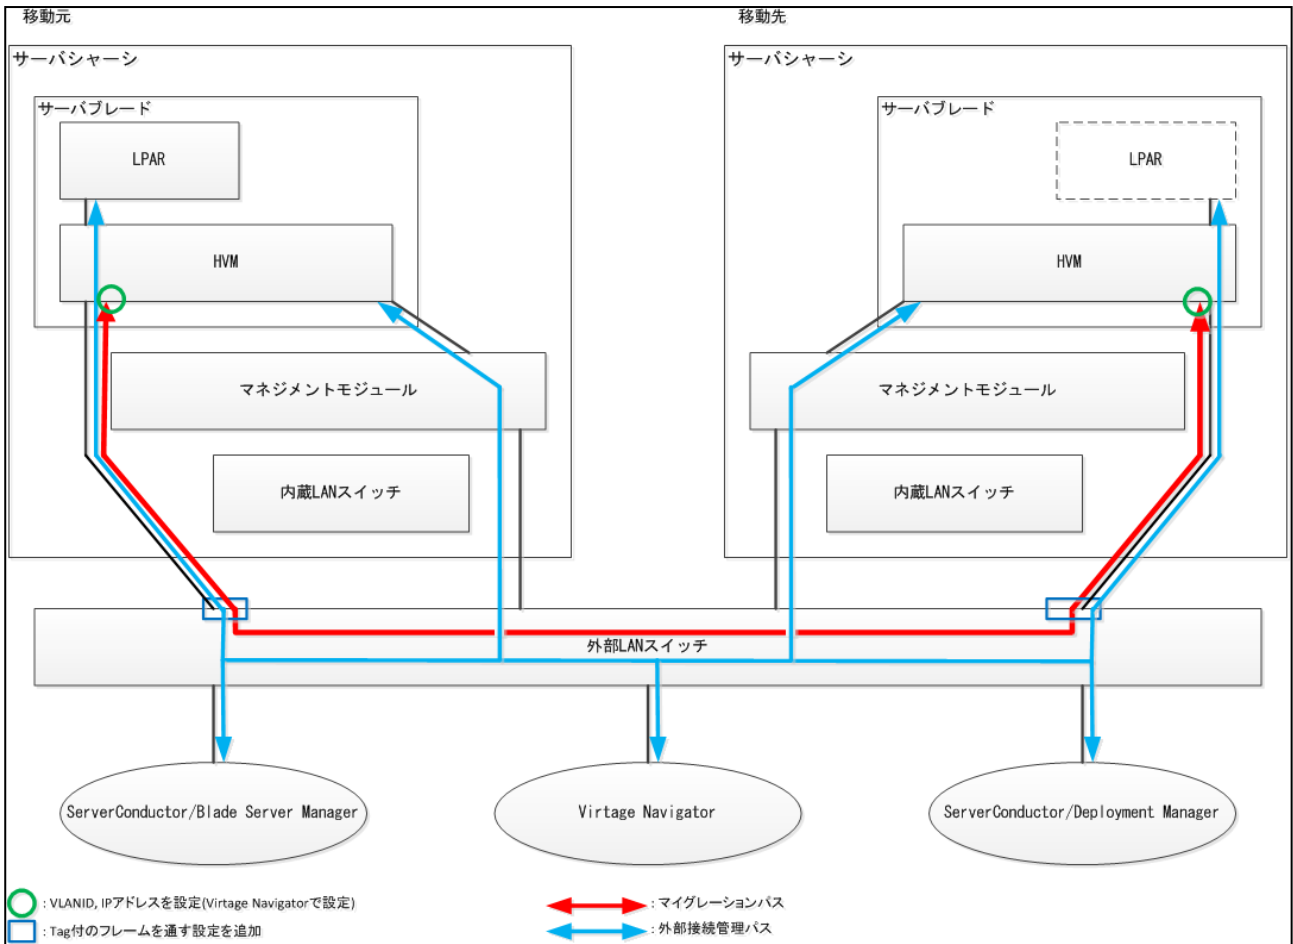 移動元
移動先
サーバシャーシ
サーバシャーシ
サーバブレード
サーバブレード
LPAR
LPAR
HVM
HVM
マネジメントモジュール
マネジメントモジュール
内蔵LANスイッチ
内蔵LANスイッチ
外部LANスイッチ
ServerConductor/Blade Server Manager
Virtage Navigator
ServerConductor/Deployment Manager
: VLANID, IPアドレスを設定(Virtage Navigatorで設定)
: マイグレーションパス
: Tag付のフレームを通す設定を追加
: 外部接続管理パス